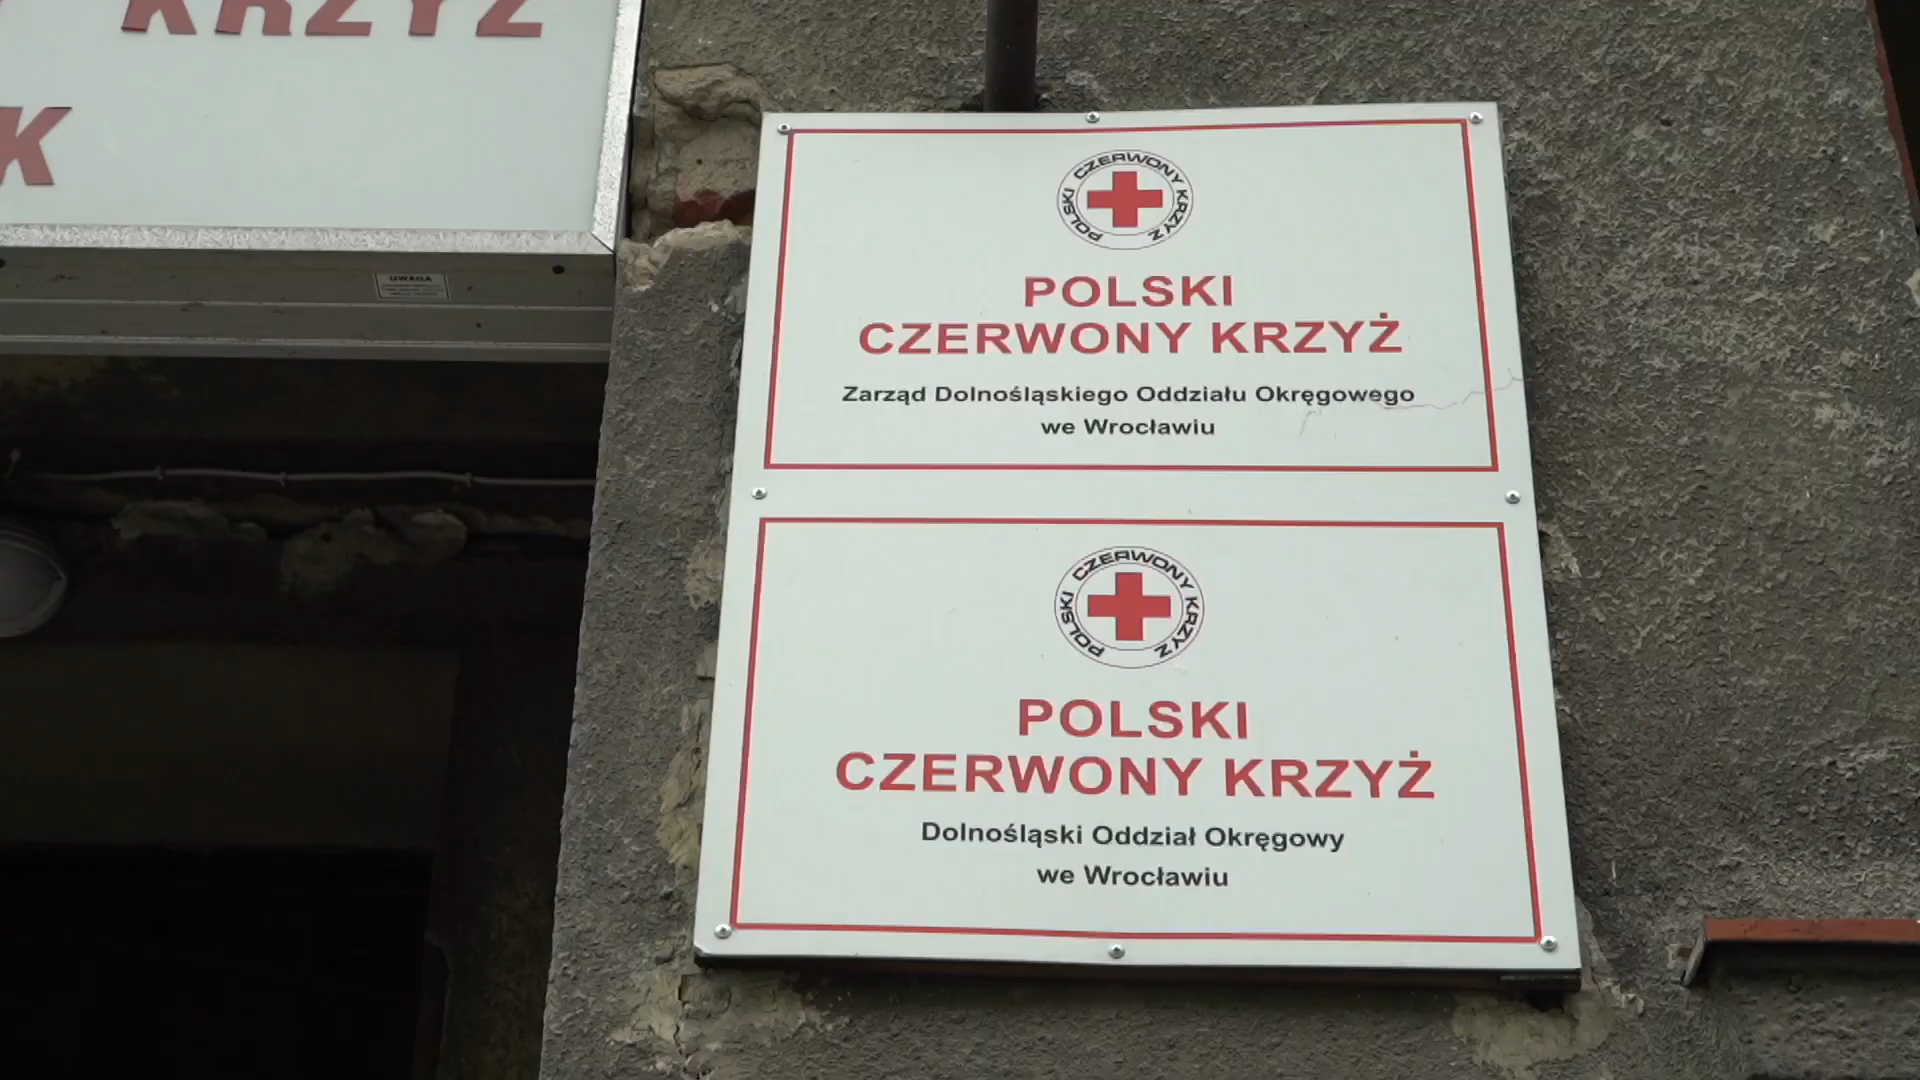 KRZYŻ
K
UWAGA
POLSKI CZERWONY KRZYŻ
POLSKI
CZERWONY KRZYŻ
Zarząd Dolnośląskiego Oddziału Okręgowego
we Wrocławiu
POLSKI CZERWONY KRZYŻ
POLSKI
CZERWONY KRZYŻ
Dolnośląski Oddział Okręgowy
we Wrocławiu